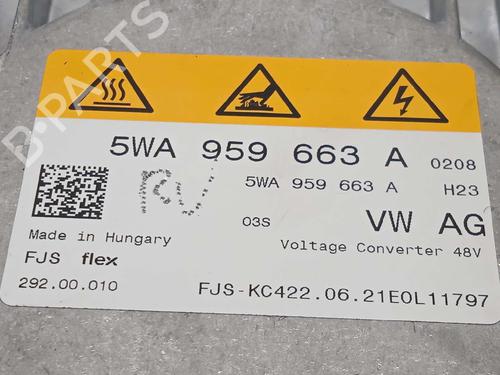 B-PARTS
5WA 959 663 A 0208
5WA 959 663 A H23
03S VW AG
Made in Hungary
Voltage Converter 48V
FJS flex
292.00.010
FJS-KC422.06.21E0L11797